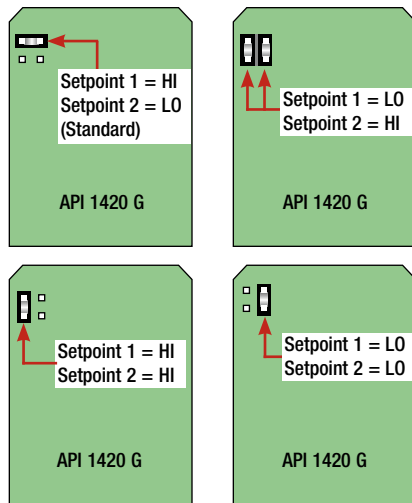 Setpoint 1 = HI
Setpoint 2 = LO
(Standard)
API 1420 G
Setpoint 1 = LO
Setpoint 2 = HI
API 1420 G
Setpoint 1 = HI
Setpoint 2 = HI
API 1420 G
Setpoint 1 = LO
Setpoint 2 = LO
API 1420 G